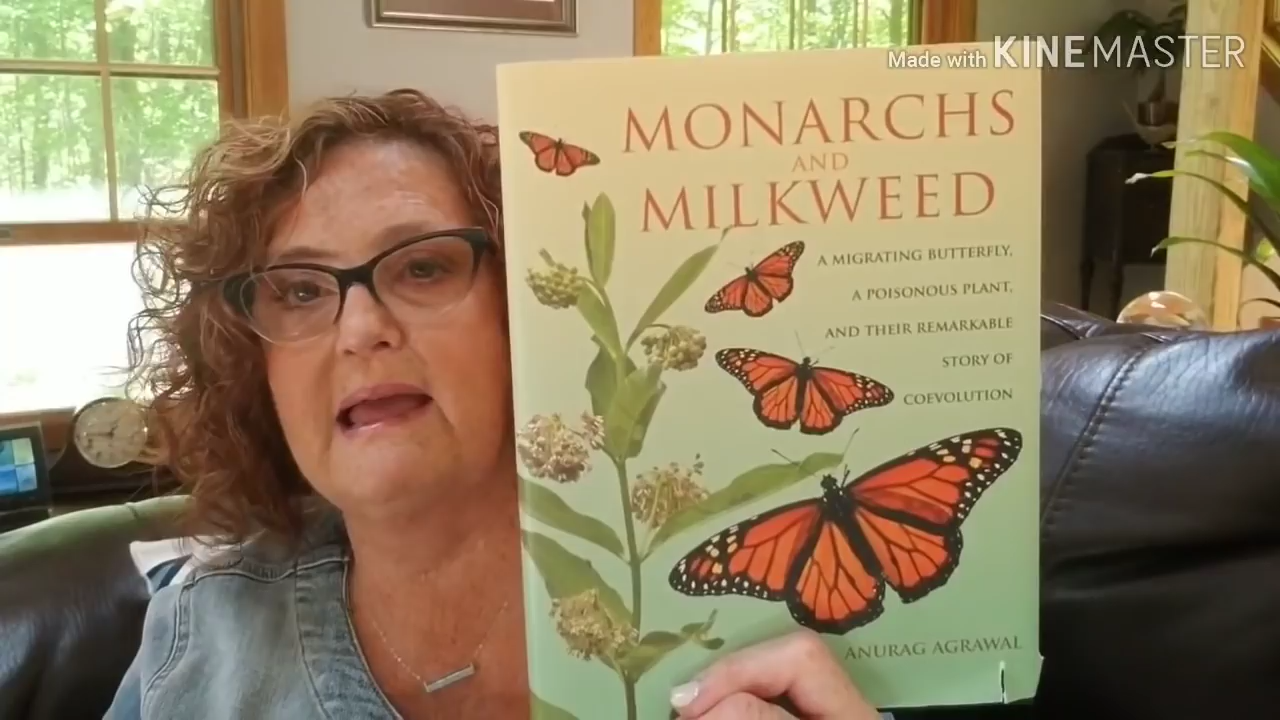 Made with KINEMASTER
MONARCHS
AND
MILKWEED
A MIGRATING BUTTERFLY,
A POISONOUS PLANT,
AND THEIR REMARKABLE
STORY OF
COEVOLUTION
ANURAG AGRAWAL